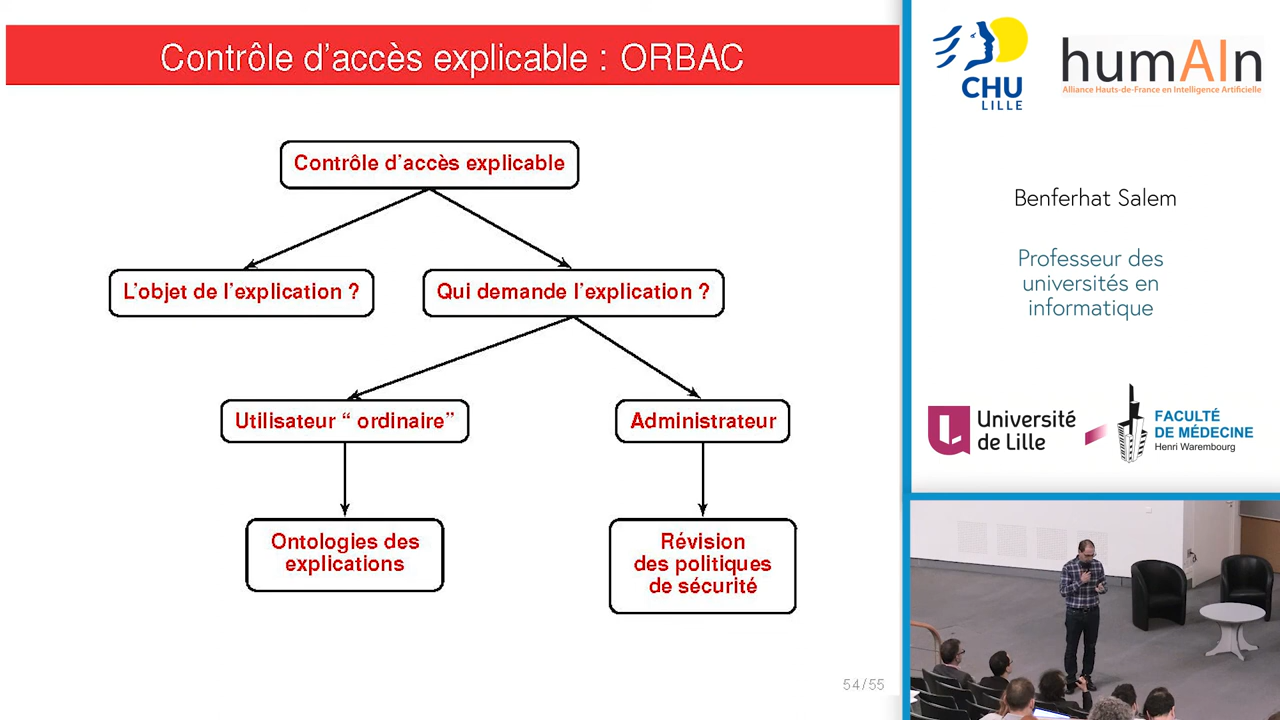 Contrôle d'accès explicable : ORBAC
Contrôle d'accès explicable
L'objet de l'explication ?
Qui demande l'explication ?
Utilisateur “ ordinaire”
Administrateur
Ontologies des
explications
Révision
des politiques
de sécurité
54/55
CHU
LILLE
humAIn
Alliance Hauts-de-France en Intelligence Artificielle
Benferhat Salem
Professeur des
universités en
informatique
Université
de Lille
FACULTÉ
DE MÉDECINE
Henri Warembourg